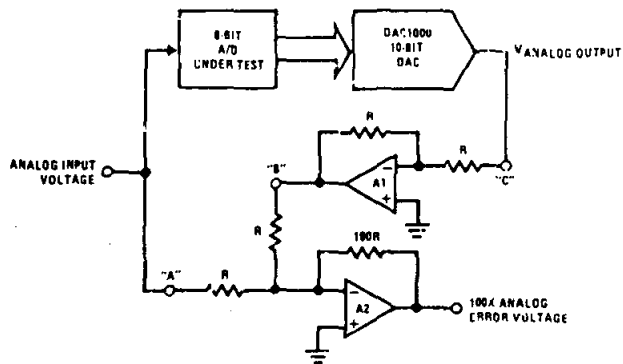 8-BIT
A/D
UNDER TEST
DAC1000
10-BIT
DAC
VANALOG OUTPUT
R
R
ANALOG INPUT
VOLTAGE
"B"
A1
"C"
R
100R
"A"
R
A2
100X ANALOG
ERROR VOLTAGE